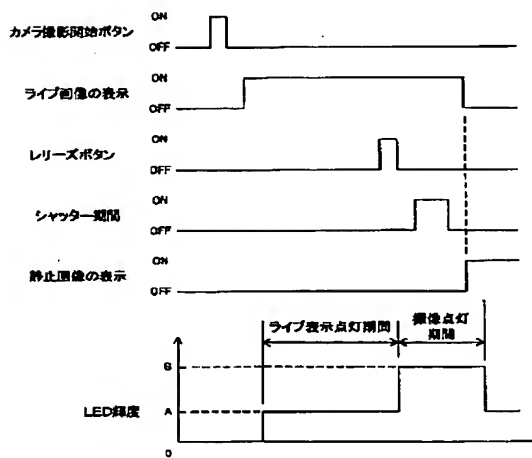 カメラ撮影開始ボタン
ON
OFF
ライブ画像の表示
ON
OFF
レリーズボタン
ON
OFF
シャッター期間
ON
OFF
静止画像の表示
ON
OFF
ライブ表示点灯期間
撮像点灯
期間
B
LED輝度
A
0